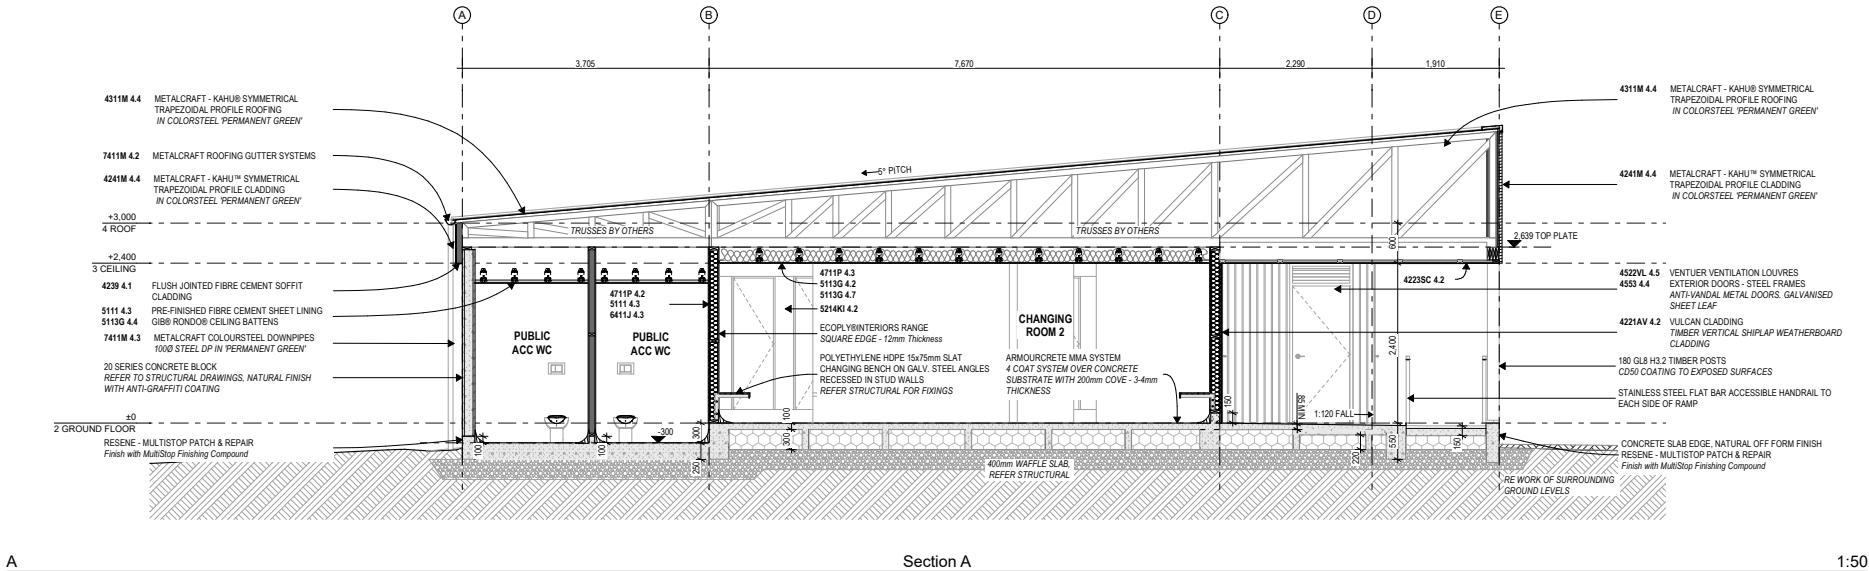 A
B
C
D
E
3,705
7,670
2,290
1,910
4311M 4.4 METALCRAFT - KAHU® SYMMETRICAL
TRAPEZOIDAL PROFILE ROOFING
IN COLORSTEEL 'PERMANENT GREEN'
7411M 4.2 METALCRAFT ROOFING GUTTER SYSTEMS
4241M 4.4 METALCRAFT - KAHU™ SYMMETRICAL
TRAPEZOIDAL PROFILE CLADDING
IN COLORSTEEL 'PERMANENT GREEN'
+3,000
4 ROOF
+2,400
3 CEILING
4239 4.1 FLUSH JOINTED FIBRE CEMENT SOFFIT
CLADDING
5111 4.3 PRE-FINISHED FIBRE CEMENT SHEET LINING
5113G 4.4 GIB® RONDO® CEILING BATTENS
7411M 4.3 METALCRAFT COLOURSTEEL DOWNPIPES
100Ø STEEL DP IN 'PERMANENT GREEN'
20 SERIES CONCRETE BLOCK
REFER TO STRUCTURAL DRAWINGS, NATURAL FINISH
WITH ANTI-GRAFFITI COATING
±0
2 GROUND FLOOR
RESENE - MULTISTOP PATCH & REPAIR
Finish with MultiStop Finishing Compound
5° PITCH
TRUSSES BY OTHERS
TRUSSES BY OTHERS
PUBLIC
ACC WC
PUBLIC
ACC WC
4711P 4.2
5111 4.3
6411J 4.3
4711P 4.3
5113G 4.2
5113G 4.7
5214KI 4.2
ECOPLY®INTERIORS RANGE
SQUARE EDGE - 12mm Thickness
POLYETHYLENE HDPE 15x75mm SLAT
CHANGING BENCH ON GALV. STEEL ANGLES
RECESSED IN STUD WALLS
REFER STRUCTURAL FOR FIXINGS
CHANGING
ROOM 2
ARMOURCRETE MMA SYSTEM
4 COAT SYSTEM OVER CONCRETE
SUBSTRATE WITH 200mm COVE - 3-4mm
THICKNESS
-300
100
100
300
250
100
300
150
85 MIN
1:120 FALL
220
550
150
600
2,400
4223SC 4.2
400mm WAFFLE SLAB,
REFER STRUCTURAL
4311M 4.4 METALCRAFT - KAHU® SYMMETRICAL
TRAPEZOIDAL PROFILE ROOFING
IN COLORSTEEL 'PERMANENT GREEN'
4241M 4.4 METALCRAFT - KAHU™ SYMMETRICAL
TRAPEZOIDAL PROFILE CLADDING
IN COLORSTEEL 'PERMANENT GREEN'
2,639 TOP PLATE
4522VL 4.5 VENTUER VENTILATION LOUVRES
4553 4.4 EXTERIOR DOORS - STEEL FRAMES
ANTI-VANDAL METAL DOORS. GALVANISED
SHEET LEAF
4221AV 4.2 VULCAN CLADDING
TIMBER VERTICAL SHIPLAP WEATHERBOARD
CLADDING
180 GL8 H3.2 TIMBER POSTS
CD50 COATING TO EXPOSED SURFACES
STAINLESS STEEL FLAT BAR ACCESSIBLE HANDRAIL TO
EACH SIDE OF RAMP
CONCRETE SLAB EDGE, NATURAL OFF FORM FINISH
RESENE - MULTISTOP PATCH & REPAIR
Finish with MultiStop Finishing Compound
RE WORK OF SURROUNDING
GROUND LEVELS
A
Section A
1:50